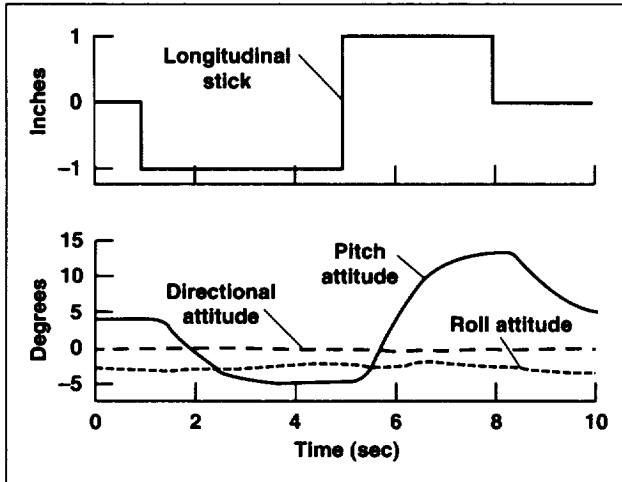 1
Longitudinal
stick
0
Inches
–1
15
Pitch
attitude
10
Directional
attitude
5
Roll attitude
0
Degrees
–5
0 2 4 6 8 10
Time (sec)